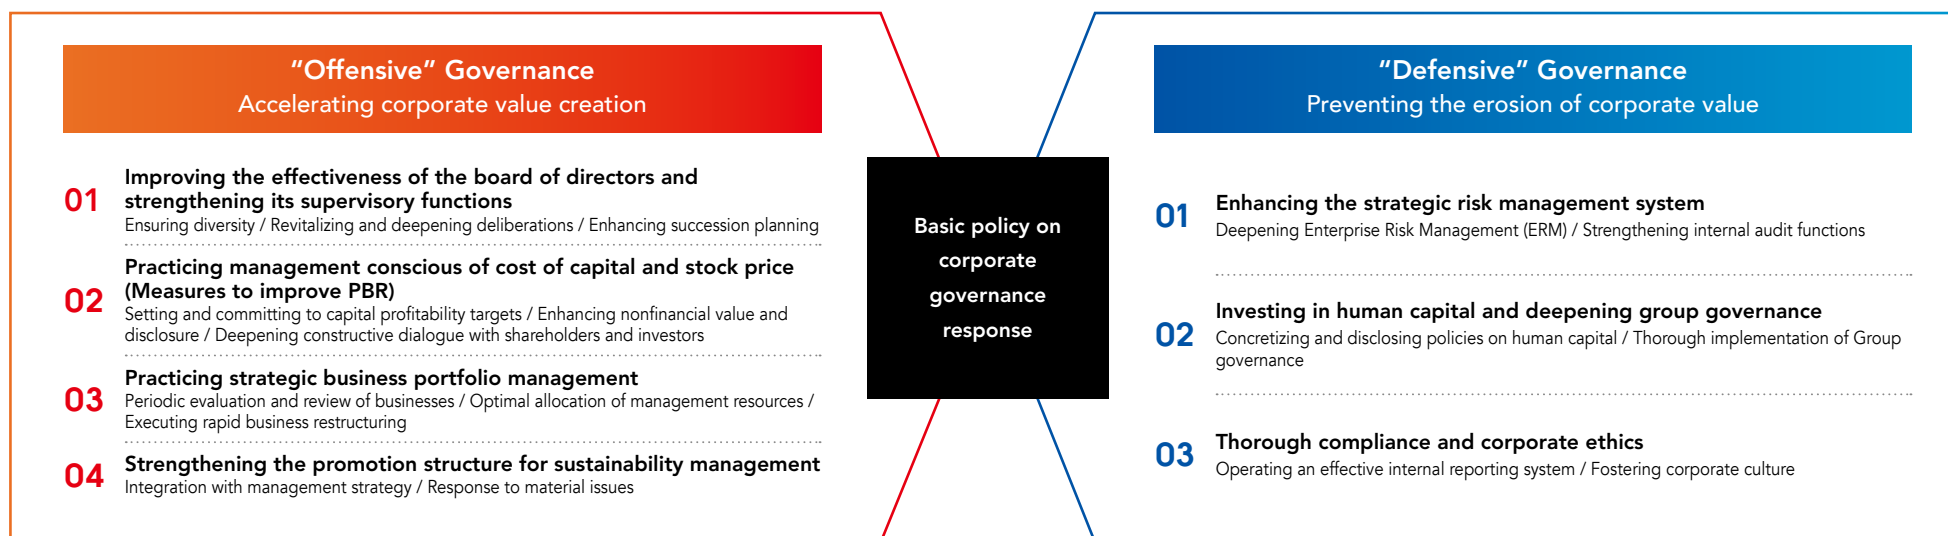 “Offensive” Governance
Accelerating corporate value creation
01
Improving the effectiveness of the board of directors and
strengthening its supervisory functions
Ensuring diversity / Revitalizing and deepening deliberations / Enhancing succession planning
02
Practicing management conscious of cost of capital and stock price
(Measures to improve PBR)
Setting and committing to capital profitability targets / Enhancing nonfinancial value and
disclosure / Deepening constructive dialogue with shareholders and investors
03
Practicing strategic business portfolio management
Periodic evaluation and review of businesses / Optimal allocation of management resources /
Executing rapid business restructuring
04
Strengthening the promotion structure for sustainability management
Integration with management strategy / Response to material issues
Basic policy on
corporate
governance
response
“Defensive” Governance
Preventing the erosion of corporate value
01
Enhancing the strategic risk management system
Deepening Enterprise Risk Management (ERM) / Strengthening internal audit functions
02
Investing in human capital and deepening group governance
Concretizing and disclosing policies on human capital / Thorough implementation of Group
governance
03
Thorough compliance and corporate ethics
Operating an effective internal reporting system / Fostering corporate culture